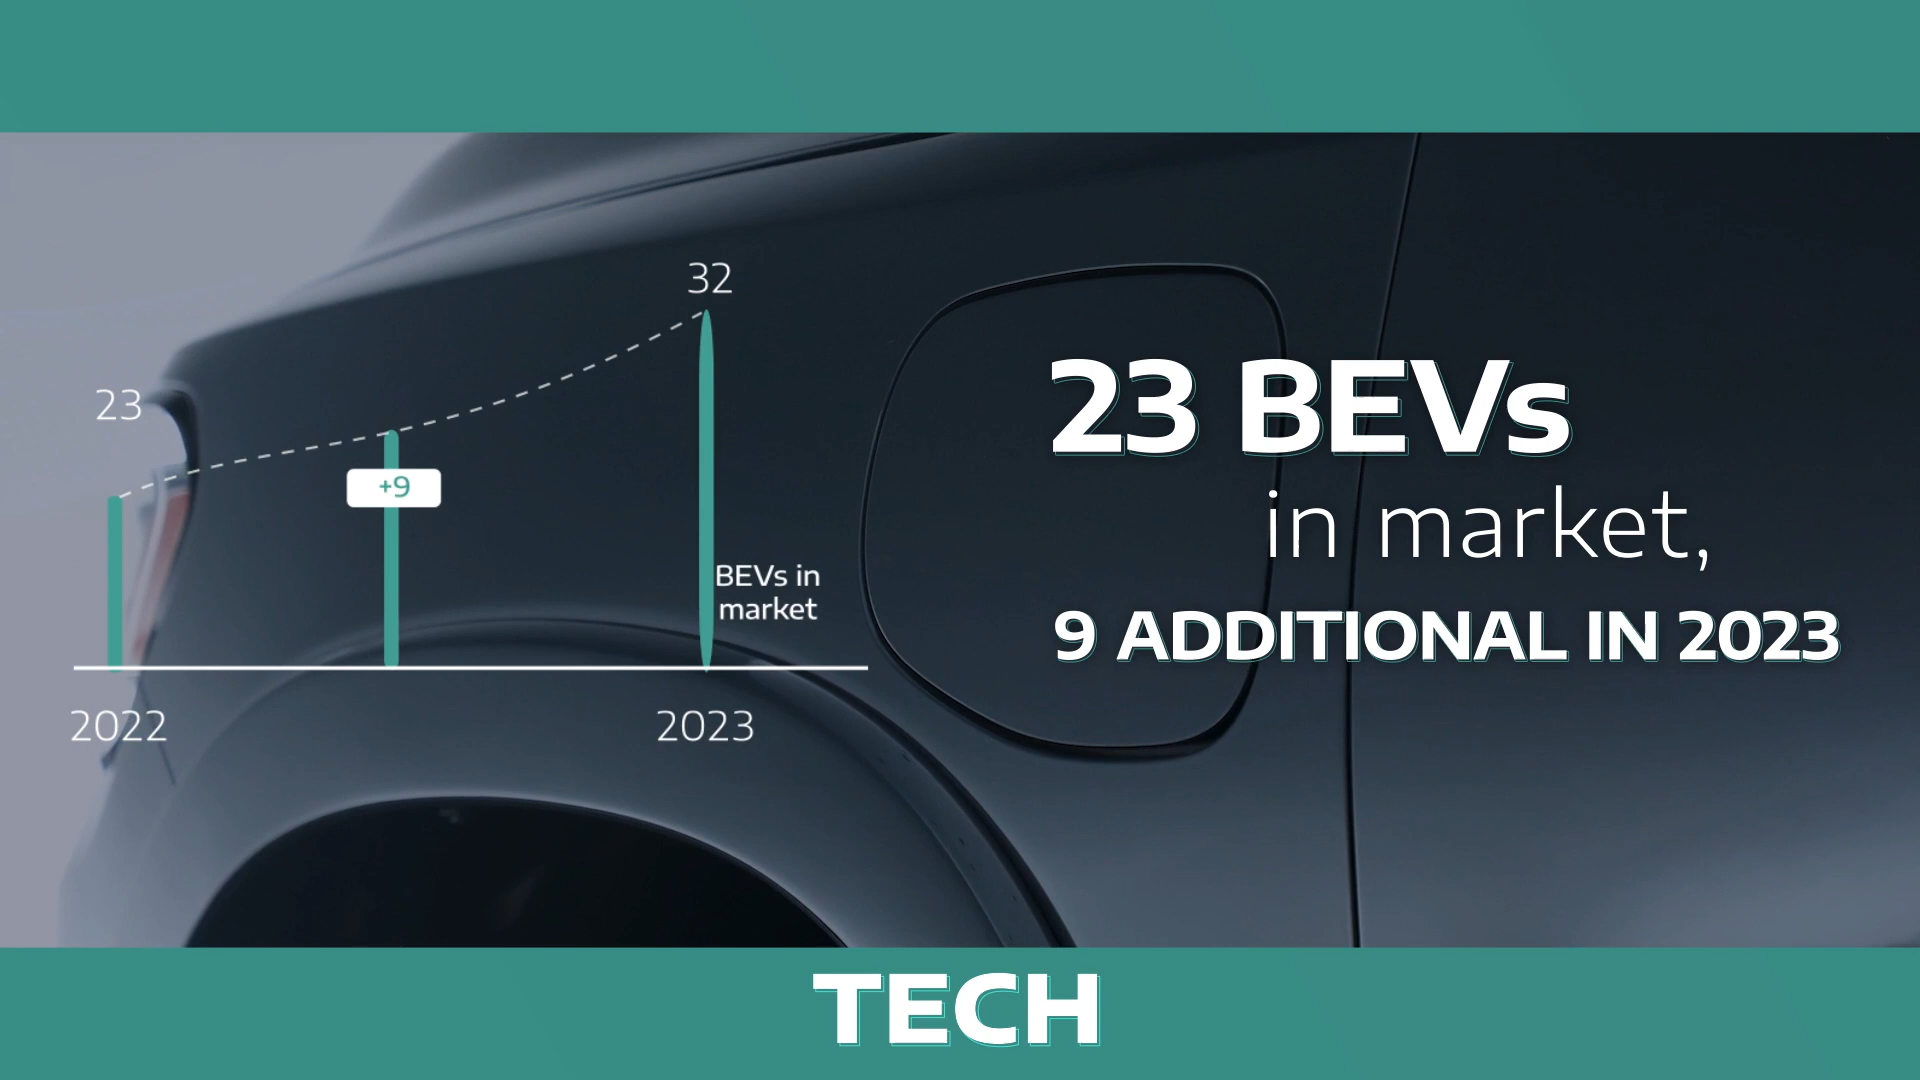 32
23
+9
BEVs in
market
2022
2023
23 BEVs
in market,
9 ADDITIONAL IN 2023
TECH